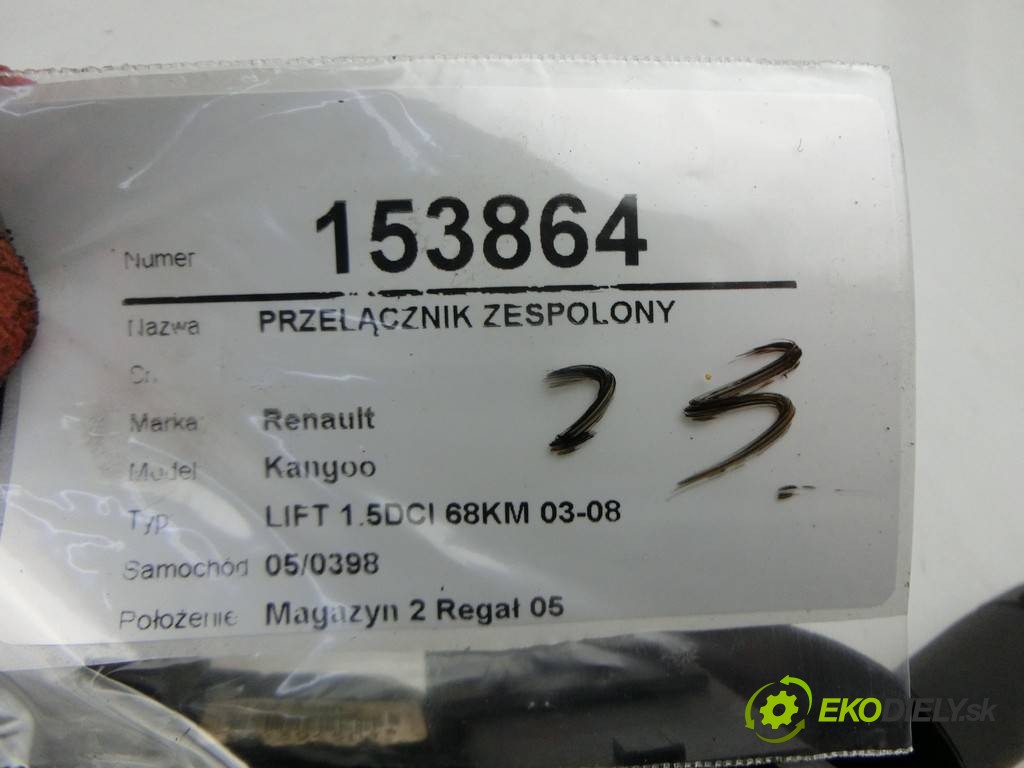 Numer 153864
Nazwa PRZEŁĄCZNIK ZESPOLONY
Marka Renault
Model Kangoo
Typ LIFT 1.5DCI 68KM 03-08
Samochód 05/0398
Położenie Magazyn 2 Regał 05
EKODIELY.sk